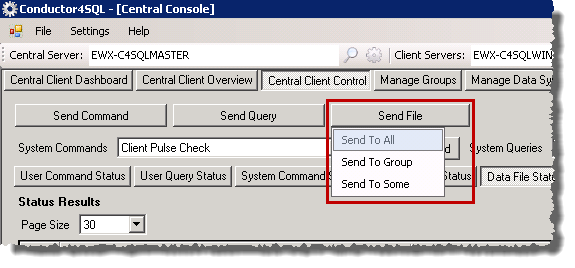 Conductor4SQL - [Central Console]
File Settings Help
Central Server: EWX-C4SQLMASTER Client Servers: EWX-C4SQLWIN
Central Client Dashboard Central Client Overview Central Client Control Manage Groups Manage Data Sy
Send Command Send Query Send File
Send To All
System Commands Client Pulse Check d System Queries
Send To Group
User Command Status User Query Status System Command St Status Data File Stat
Send To Some
Status Results
Page Size 30